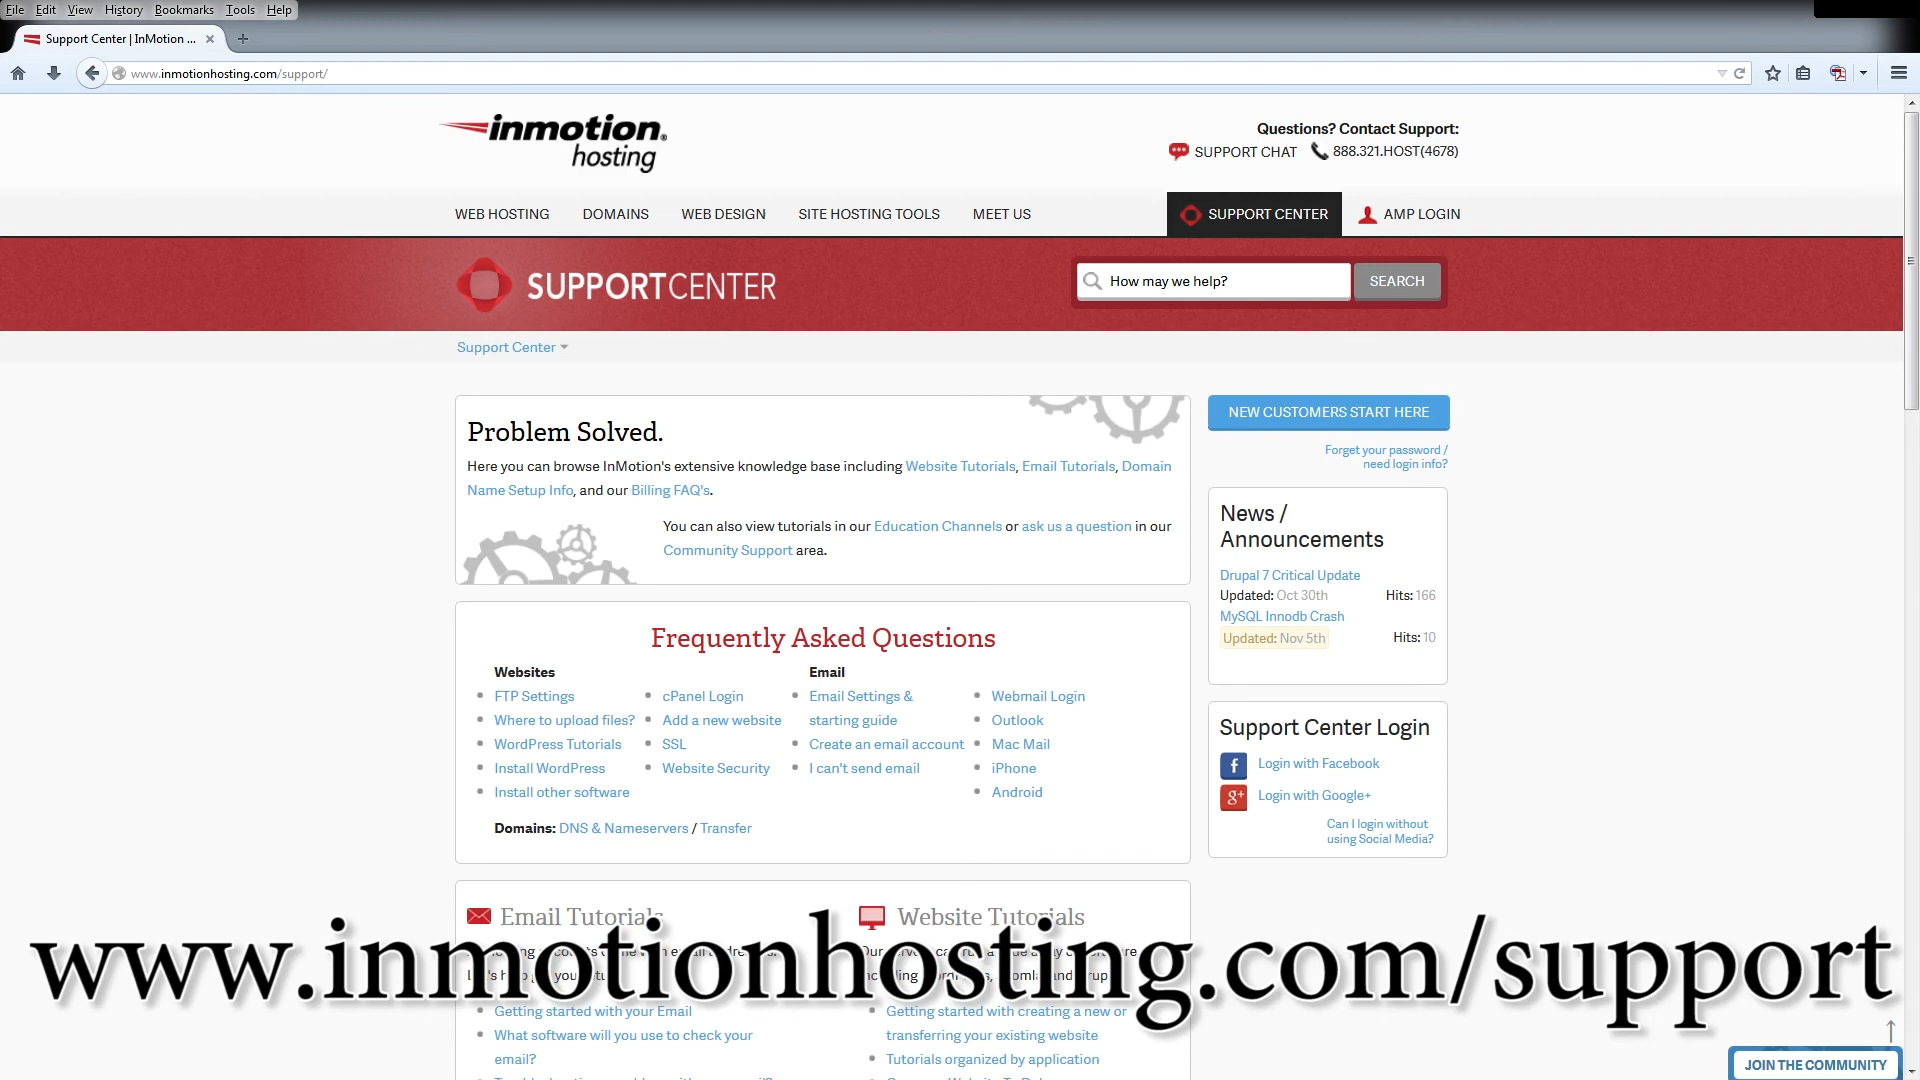 File Edit View History Bookmarks Tools Help
Support Center | InMotion ...
www.inmotionhosting.com/support/
inmotion hosting
Questions? Contact Support:
SUPPORT CHAT 888.321.HOST(4678)
WEB HOSTING DOMAINS WEB DESIGN SITE HOSTING TOOLS MEET US SUPPORT CENTER AMP LOGIN
SUPPORTCENTER
How may we help? SEARCH
Support Center
Problem Solved.
Here you can browse InMotion's extensive knowledge base including Website Tutorials, Email Tutorials, Domain
Name Setup Info, and our Billing FAQ's.
You can also view tutorials in our Education Channels or ask us a question in our
Community Support area.
NEW CUSTOMERS START HERE
Forget your password /
need login info?
News /
Announcements
Drupal 7 Critical Update
Updated: Oct 30th Hits: 166
MySQL Innodb Crash
Updated: Nov 5th Hits: 10
Frequently Asked Questions
Websites
FTP Settings
Where to upload files?
WordPress Tutorials
Install WordPress
Install other software
cPanel Login
Add a new website
SSL
Website Security
Email
Email Settings &
starting guide
Create an email account
I can't send email
Webmail Login
Outlook
Mac Mail
iPhone
Android
Domains: DNS & Nameservers / Transfer
Support Center Login
Login with Facebook
g+ Login with Google+
Can I login without
using Social Media?
Email Tutorials
Getting started with your Email
What software will you use to check your
email?
Website Tutorials
Getting started with creating a new or
transferring your existing website
Tutorials organized by application
www.inmotionhosting.com/support
JOIN THE COMMUNITY